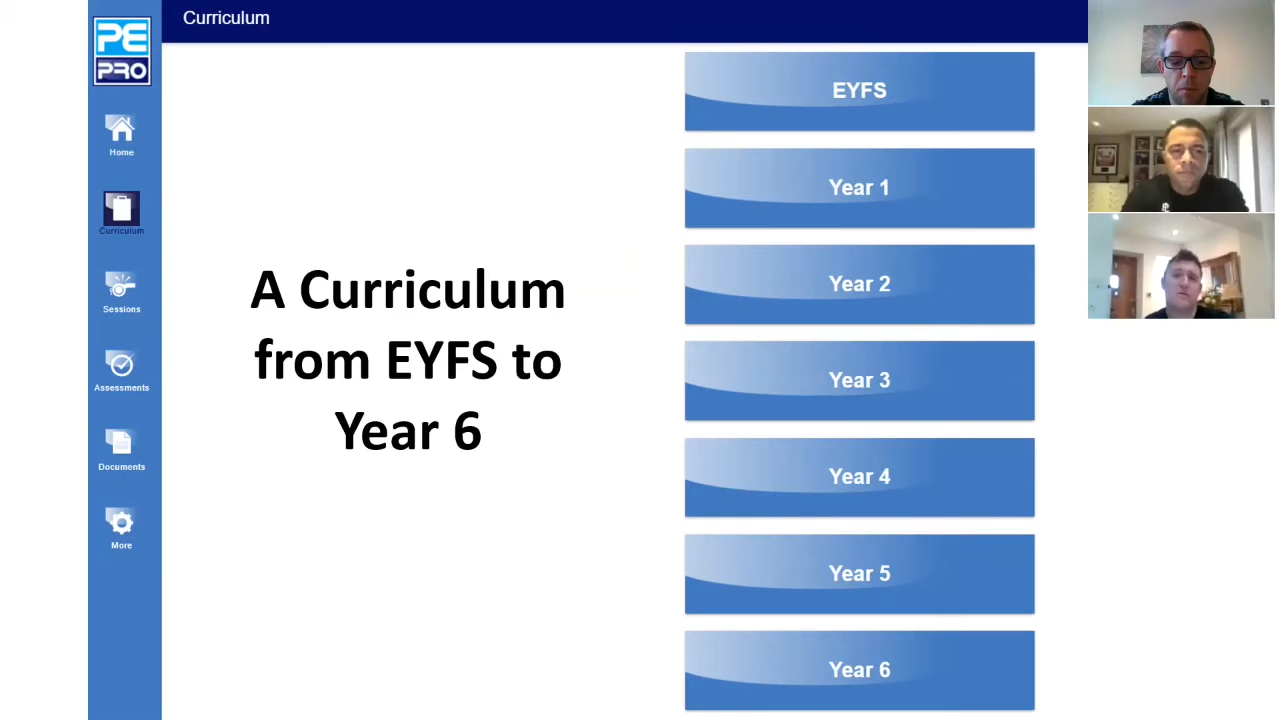 Curriculum
PE
PRO
Home
Curriculum
Sessions
Assessments
Documents
More
A Curriculum
from EYFS to
Year 6
EYFS
Year 1
Year 2
Year 3
Year 4
Year 5
Year 6